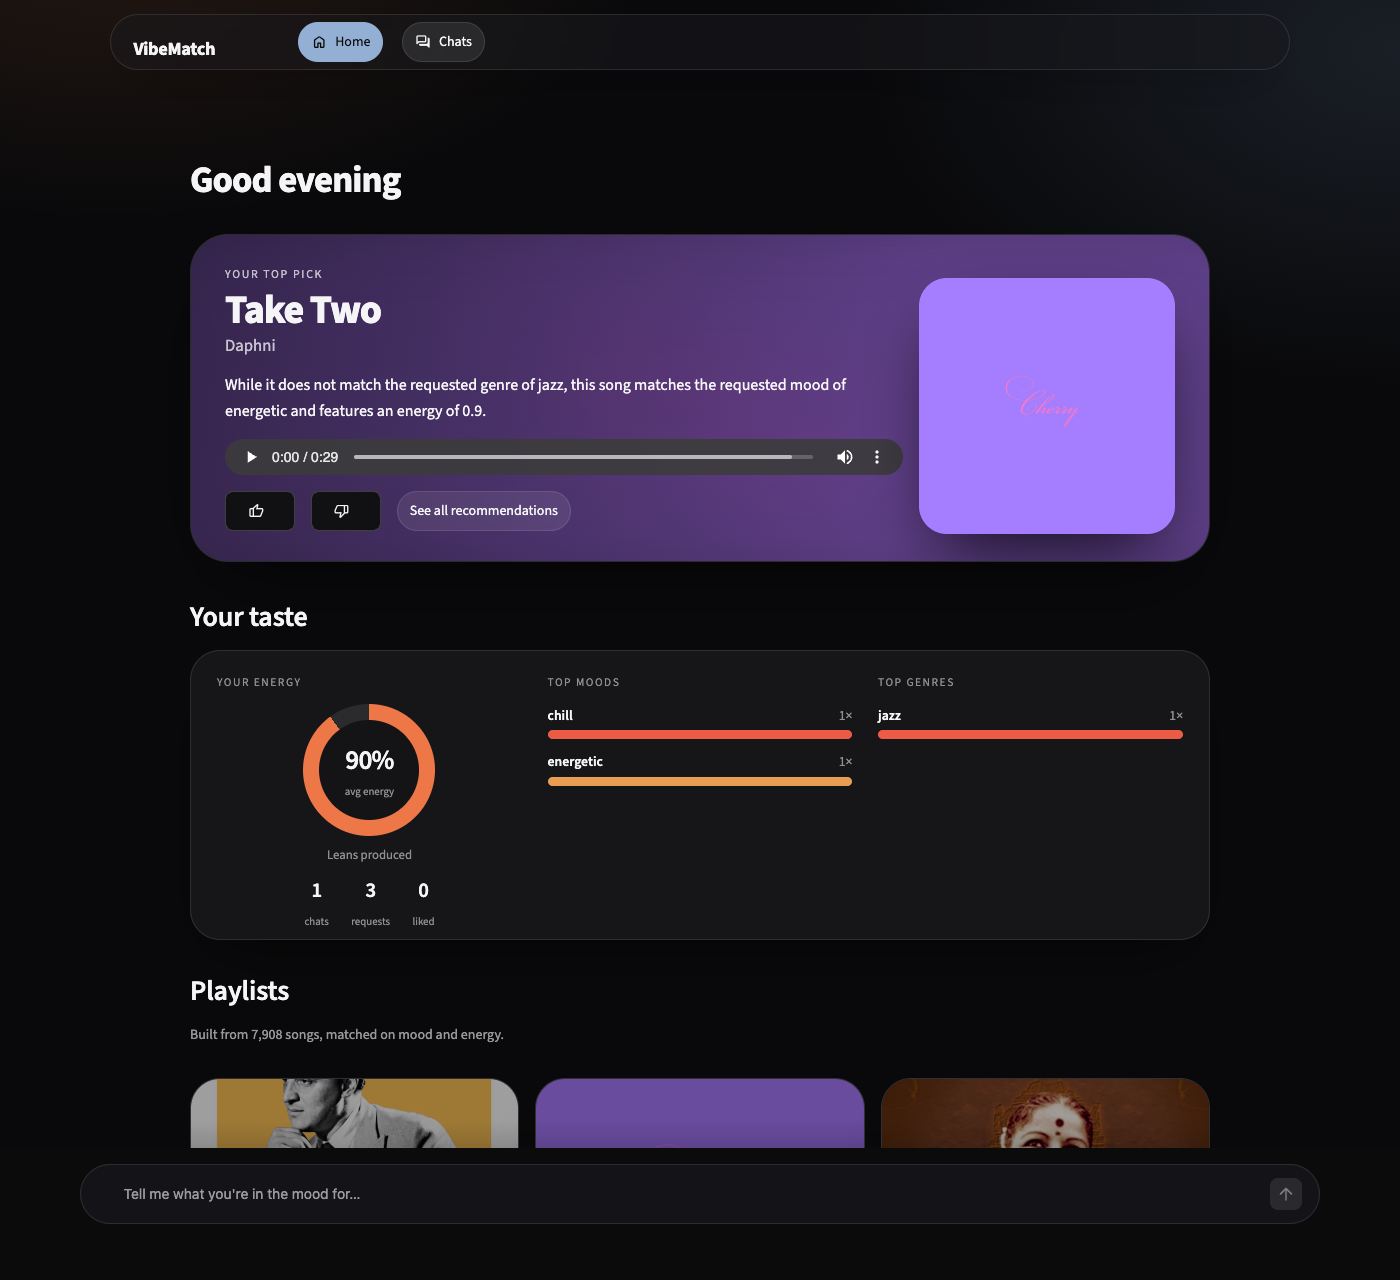 VibeMatch
Home
Chats
Good evening
YOUR TOP PICK
Take Two
Daphni
While it does not match the requested genre of jazz, this song matches the requested mood of
energetic and features an energy of 0.9.
0:00 / 0:29
See all recommendations
Cherry
Your taste
YOUR ENERGY
90%
avg energy
Leans produced
1 3 0
chats requests liked
TOP MOODS
chill 1×
energetic 1×
TOP GENRES
jazz 1×
Playlists
Built from 7,908 songs, matched on mood and energy.
Tell me what you're in the mood for...